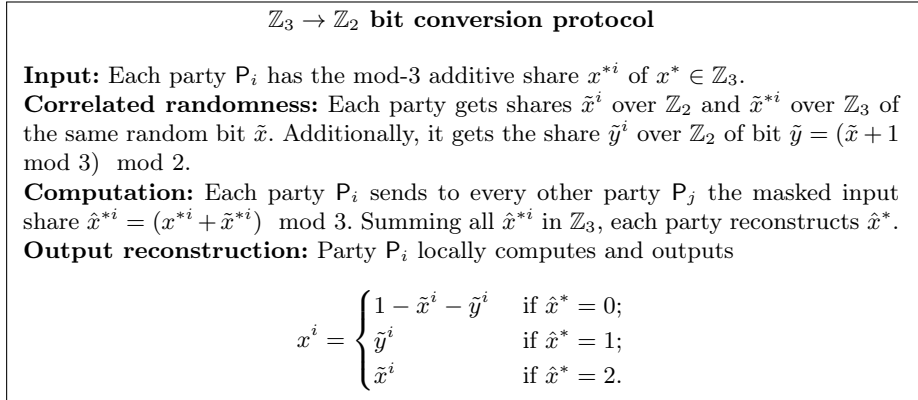 ℤ₃ → ℤ₂ bit conversion protocol
Input: Each party Pᵢ has the mod-3 additive share x*ⁱ of x* ∈ ℤ₃.
Correlated randomness: Each party gets shares x̃ⁱ over ℤ₂ and x̃*ⁱ over ℤ₃ of
the same random bit x̃. Additionally, it gets the share ỹⁱ over ℤ₂ of bit ỹ = (x̃ + 1
mod 3) mod 2.
Computation: Each party Pᵢ sends to every other party Pⱼ the masked input
share x̂*ⁱ = (x*ⁱ + x̃*ⁱ) mod 3. Summing all x̂*ⁱ in ℤ₃, each party reconstructs x̂*.
Output reconstruction: Party Pᵢ locally computes and outputs
xⁱ = { 1 − x̃ⁱ − ỹⁱ if x̂* = 0;
ỹⁱ if x̂* = 1;
x̃ⁱ if x̂* = 2.